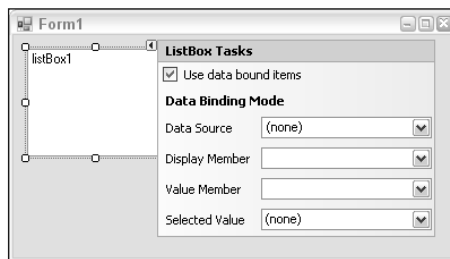 Form1
listBox1
ListBox Tasks
Use data bound items
Data Binding Mode
Data Source (none)
Display Member
Value Member
Selected Value (none)